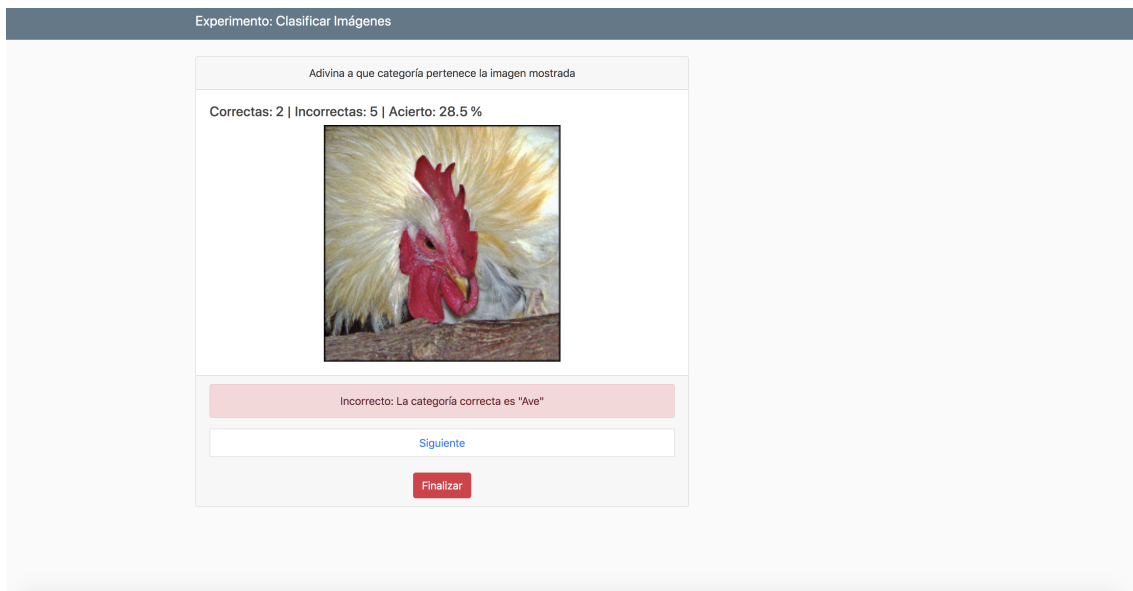 Experimento: Clasificar Imágenes
Adivina a que categoría pertenece la imagen mostrada
Correctas: 2 | Incorrectas: 5 | Acierto: 28.5 %
Incorrecto: La categoría correcta es "Ave"
Siguiente
Finalizar